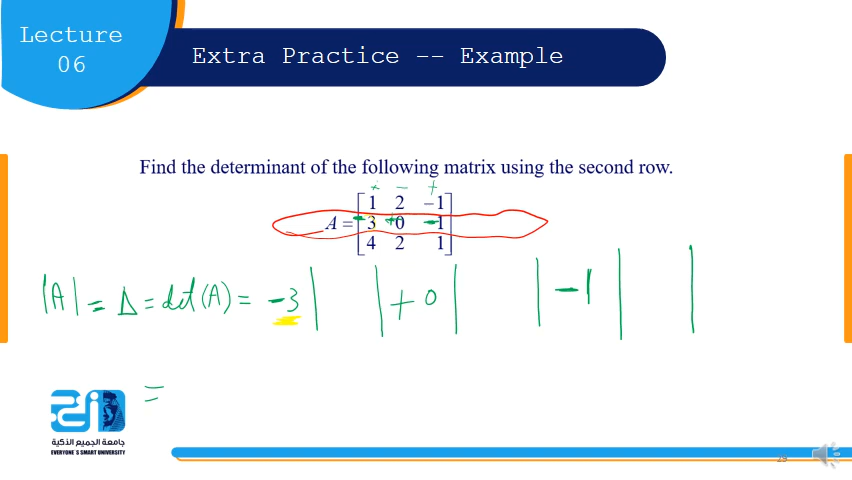 Lecture
06
Extra Practice -- Example
Find the determinant of the following matrix using the second row.
+ − +
1 2 −1
A = − 3 + 0 − 1
4 2 1
|A| = Δ = det(A) = −3 | | + 0 | | − 1 | |
=
جامعة الجميع الذكية
EVERYONE`S SMART UNIVERSITY
29